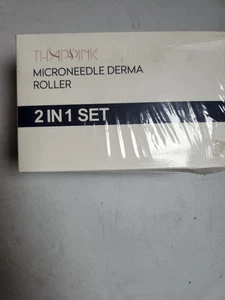 MICRONEEDLE DERMA
ROLLER
2 IN 1 SET